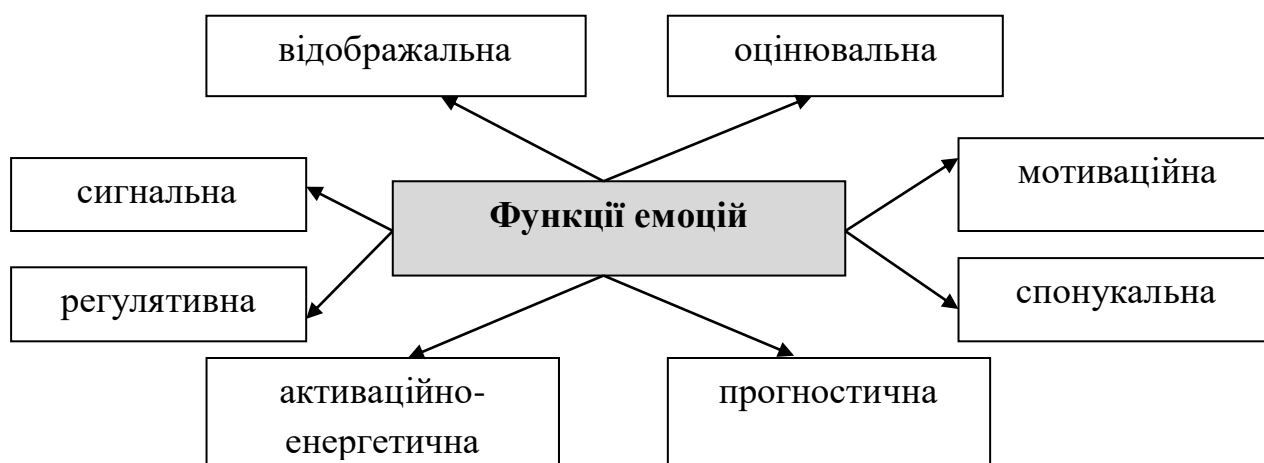 відображальна
оцінювальна
сигнальна
Функції емоцій
мотиваційна
регулятивна
спонукальна
активаційно-
енергетична
прогностична